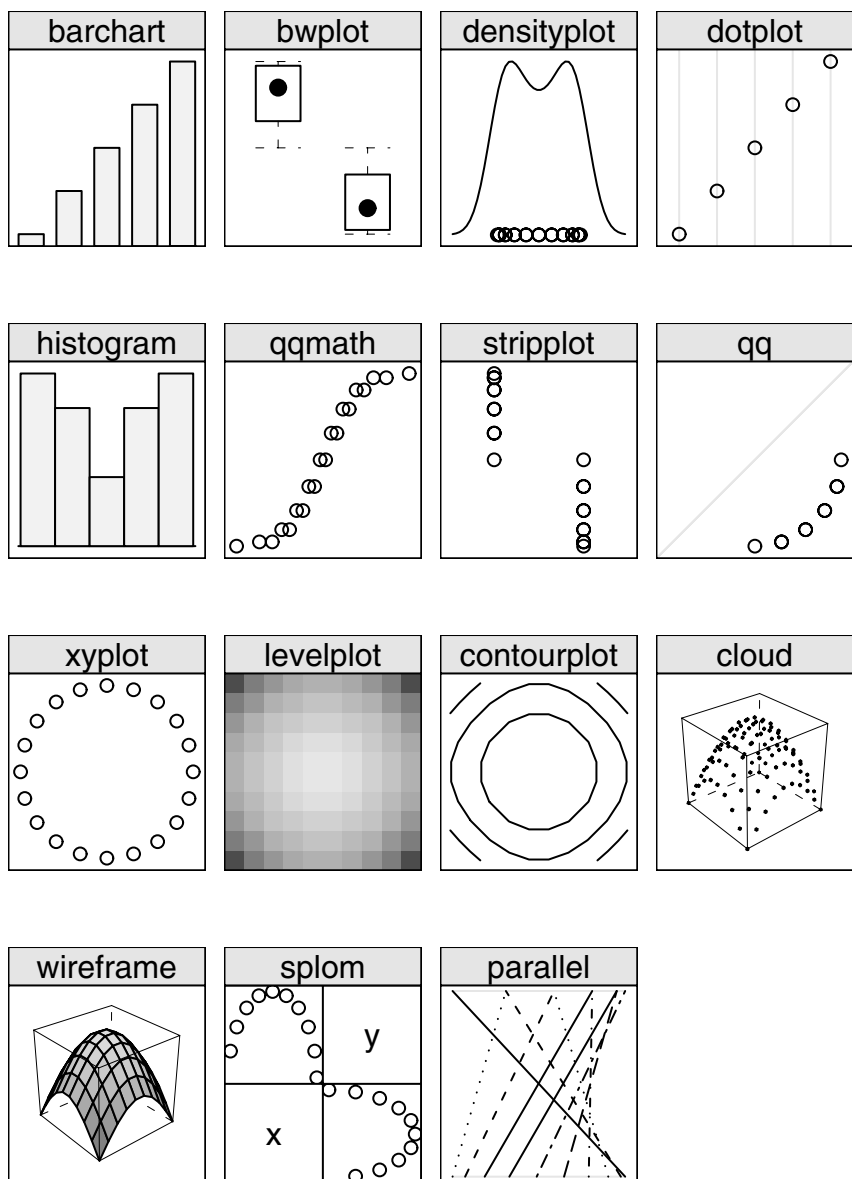 barchart
bwplot
densityplot
dotplot
histogram
qqmath
stripplot
qq
xyplot
levelplot
contourplot
cloud
wireframe
splom
parallel
y
x